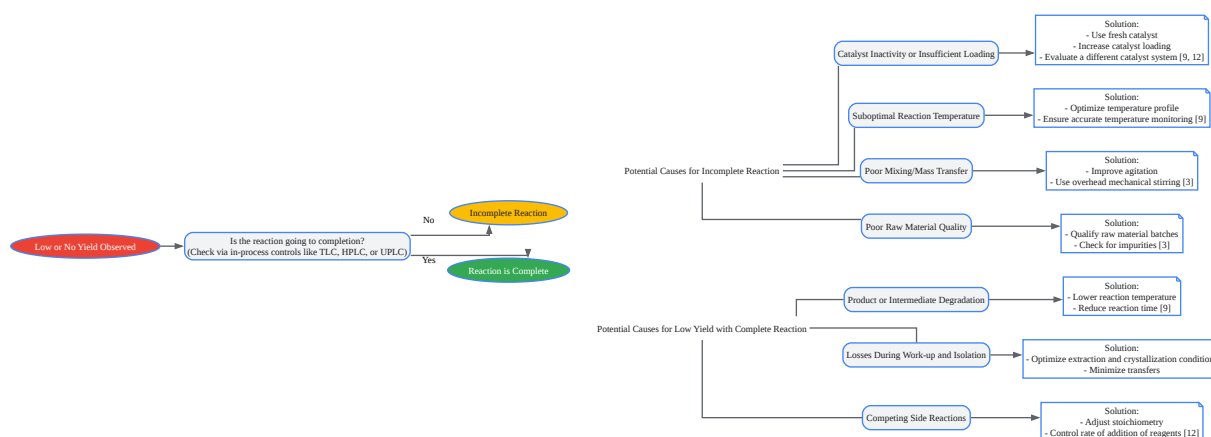 Low or No Yield Observed
Is the reaction going to completion?
(Check via in-process controls like TLC, HPLC, or UPLC)
No
Yes
Incomplete Reaction
Reaction is Complete
Potential Causes for Incomplete Reaction
Catalyst Inactivity or Insufficient Loading
Solution:
- Use fresh catalyst
- Increase catalyst loading
- Evaluate a different catalyst system [9, 12]
Suboptimal Reaction Temperature
Solution:
- Optimize temperature profile
- Ensure accurate temperature monitoring [9]
Poor Mixing/Mass Transfer
Solution:
- Improve agitation
- Use overhead mechanical stirring [3]
Poor Raw Material Quality
Solution:
- Qualify raw material batches
- Check for impurities [3]
Potential Causes for Low Yield with Complete Reaction
Product or Intermediate Degradation
Solution:
- Lower reaction temperature
- Reduce reaction time [9]
Losses During Work-up and Isolation
Solution:
- Optimize extraction and crystallization condition
- Minimize transfers
Competing Side Reactions
Solution:
- Adjust stoichiometry
- Control rate of addition of reagents [12]